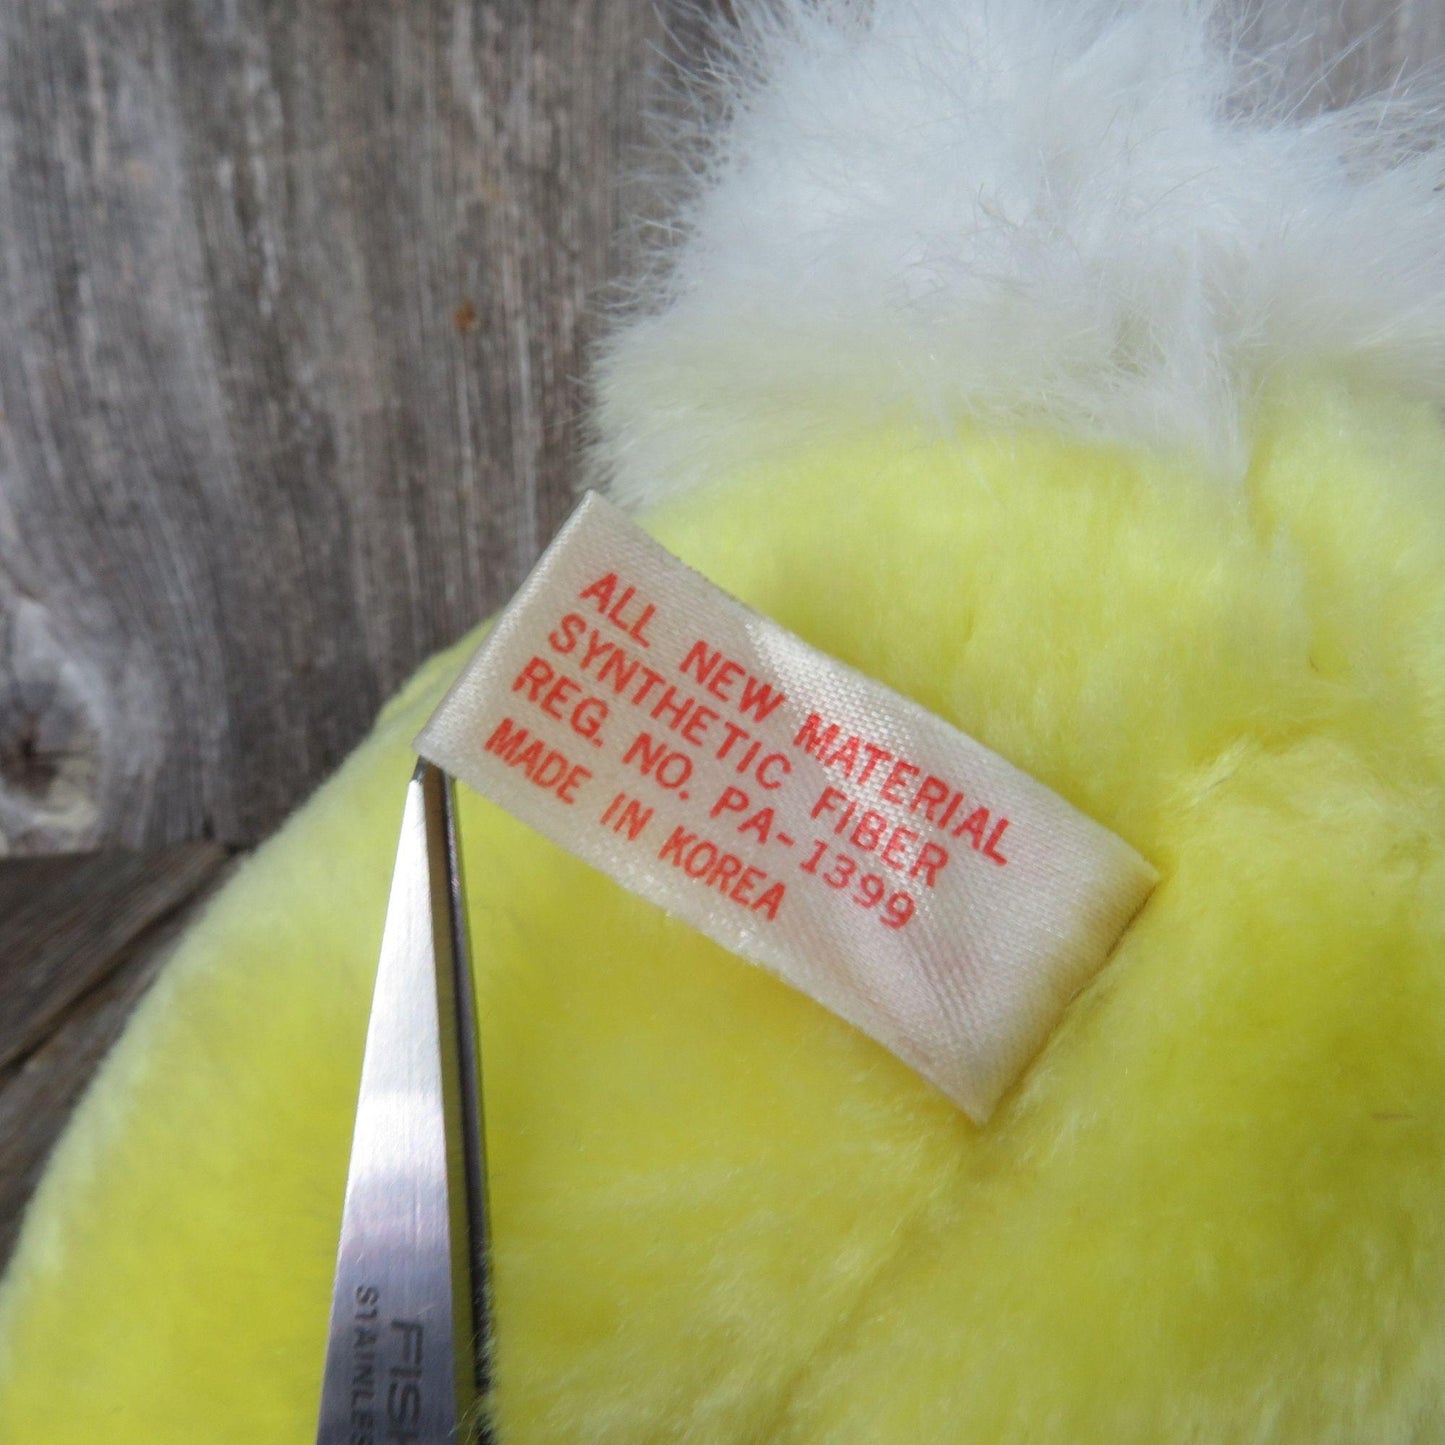 ALL NEW MATERIAL
SYNTHETIC FIBER
REG. NO. PA-1399
MADE IN KOREA